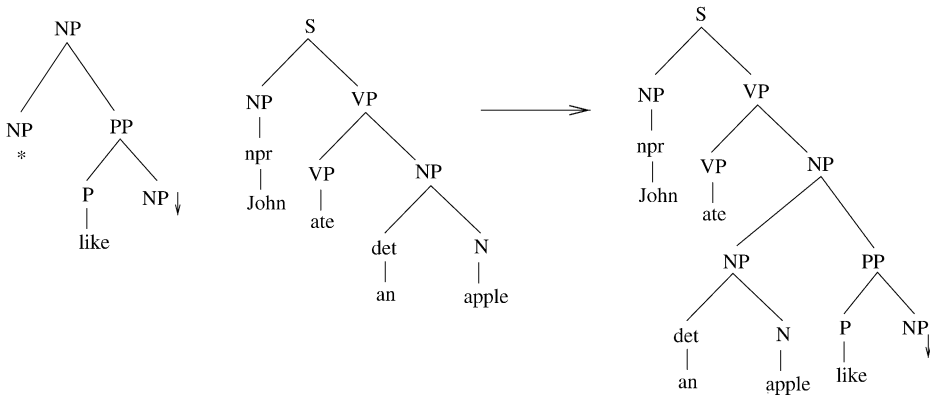 NP
NP PP
*
P NP ↓
like
S
NP VP
npr VP NP
John ate
det N
an apple
S
NP VP
npr VP NP
John ate
NP PP
det N P NP ↓
an apple like